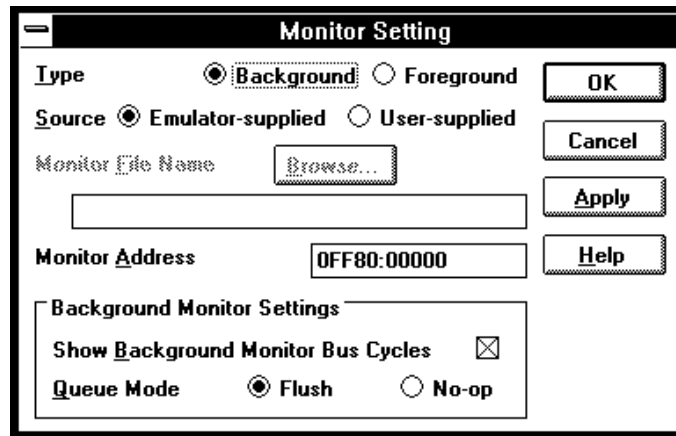 Monitor Setting
Type Background Foreground
OK
Source Emulator-supplied User-supplied
Cancel
Monitor File Name Browse...
Apply
Monitor Address 0FF80:00000
Help
Background Monitor Settings
Show Background Monitor Bus Cycles
Queue Mode Flush No-op